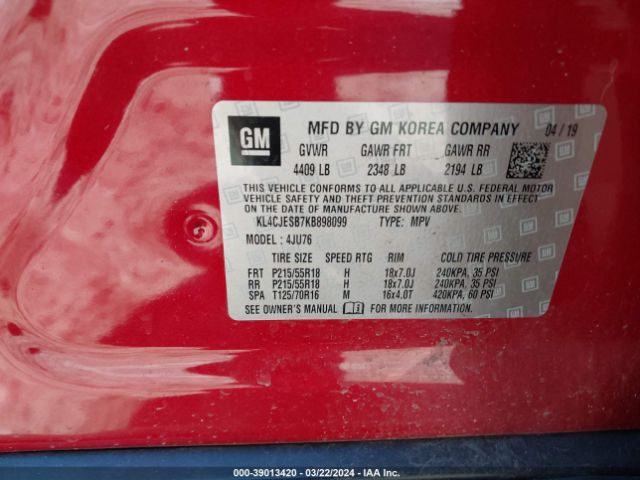 GM
MFD BY GM KOREA COMPANY 04 / 19
GVWR GAWR FRT GAWR RR
4409 LB 2348 LB 2194 LB
THIS VEHICLE CONFORMS TO ALL APPLICABLE U.S. FEDERAL MOTOR
VEHICLE SAFETY AND THEFT PREVENTION STANDARDS IN EFFECT
ON THE DATE OF MANUFACTURE SHOWN ABOVE.
KL4CJESB7KB898099 TYPE: MPV
MODEL : 4JU76
TIRE SIZE SPEED RTG RIM COLD TIRE PRESSURE
FRT P215/55R18 H 18x7.0J 240KPA, 35 PSI
RR P215/55R18 H 18x7.0J 240KPA, 35 PSI
SPA T125/70R16 M 16x4.0T 420KPA, 60 PSI
SEE OWNER'S MANUAL FOR MORE INFORMATION
000-39013420 - 03/22/2024 - IAA Inc.